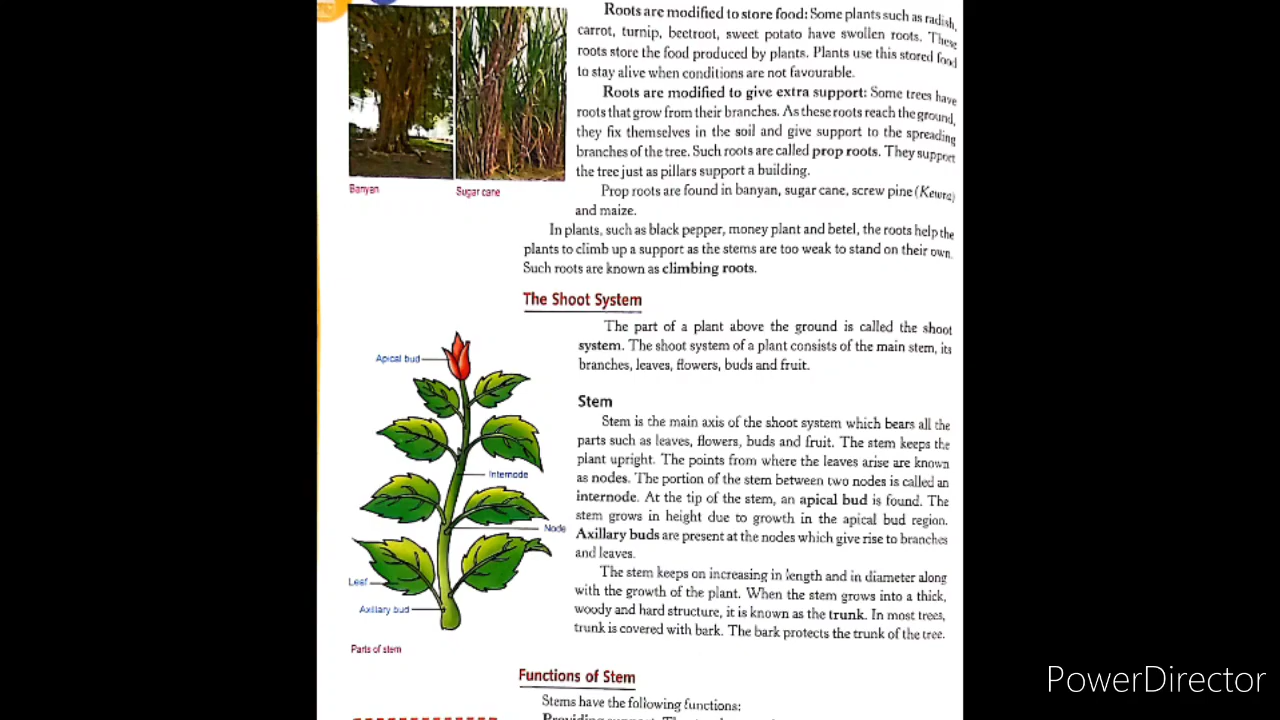 Roots are modified to store food: Some plants such as radish,
carrot, turnip, beetroot, sweet potato have swollen roots. These
roots store the food produced by plants. Plants use this stored food
to stay alive when conditions are not favourable.
Roots are modified to give extra support: Some trees have
roots that grow from their branches. As these roots reach the ground,
they fix themselves in the soil and give support to the spreading
branches of the tree. Such roots are called prop roots. They support
the tree just as pillars support a building.
Banyan
Sugar cane
Prop roots are found in banyan, sugar cane, screw pine (Kewra)
and maize.
In plants, such as black pepper, money plant and betel, the roots help the
plants to climb up a support as the stems are too weak to stand on their own.
Such roots are known as climbing roots.
The Shoot System
The part of a plant above the ground is called the shoot
system. The shoot system of a plant consists of the main stem, its
branches, leaves, flowers, buds and fruit.
Apical bud
Internode
Node
Leaf
Axillary bud
Parts of stem
Stem
Stem is the main axis of the shoot system which bears all the
parts such as leaves, flowers, buds and fruit. The stem keeps the
plant upright. The points from where the leaves arise are known
as nodes. The portion of the stem between two nodes is called an
internode. At the tip of the stem, an apical bud is found. The
stem grows in height due to growth in the apical bud region.
Axillary buds are present at the nodes which give rise to branches
and leaves.
The stem keeps on increasing in length and in diameter along
with the growth of the plant. When the stem grows into a thick,
woody and hard structure, it is known as the trunk. In most trees,
trunk is covered with bark. The bark protects the trunk of the tree.
Functions of Stem
Stems have the following functions:
Providing support:
PowerDirector